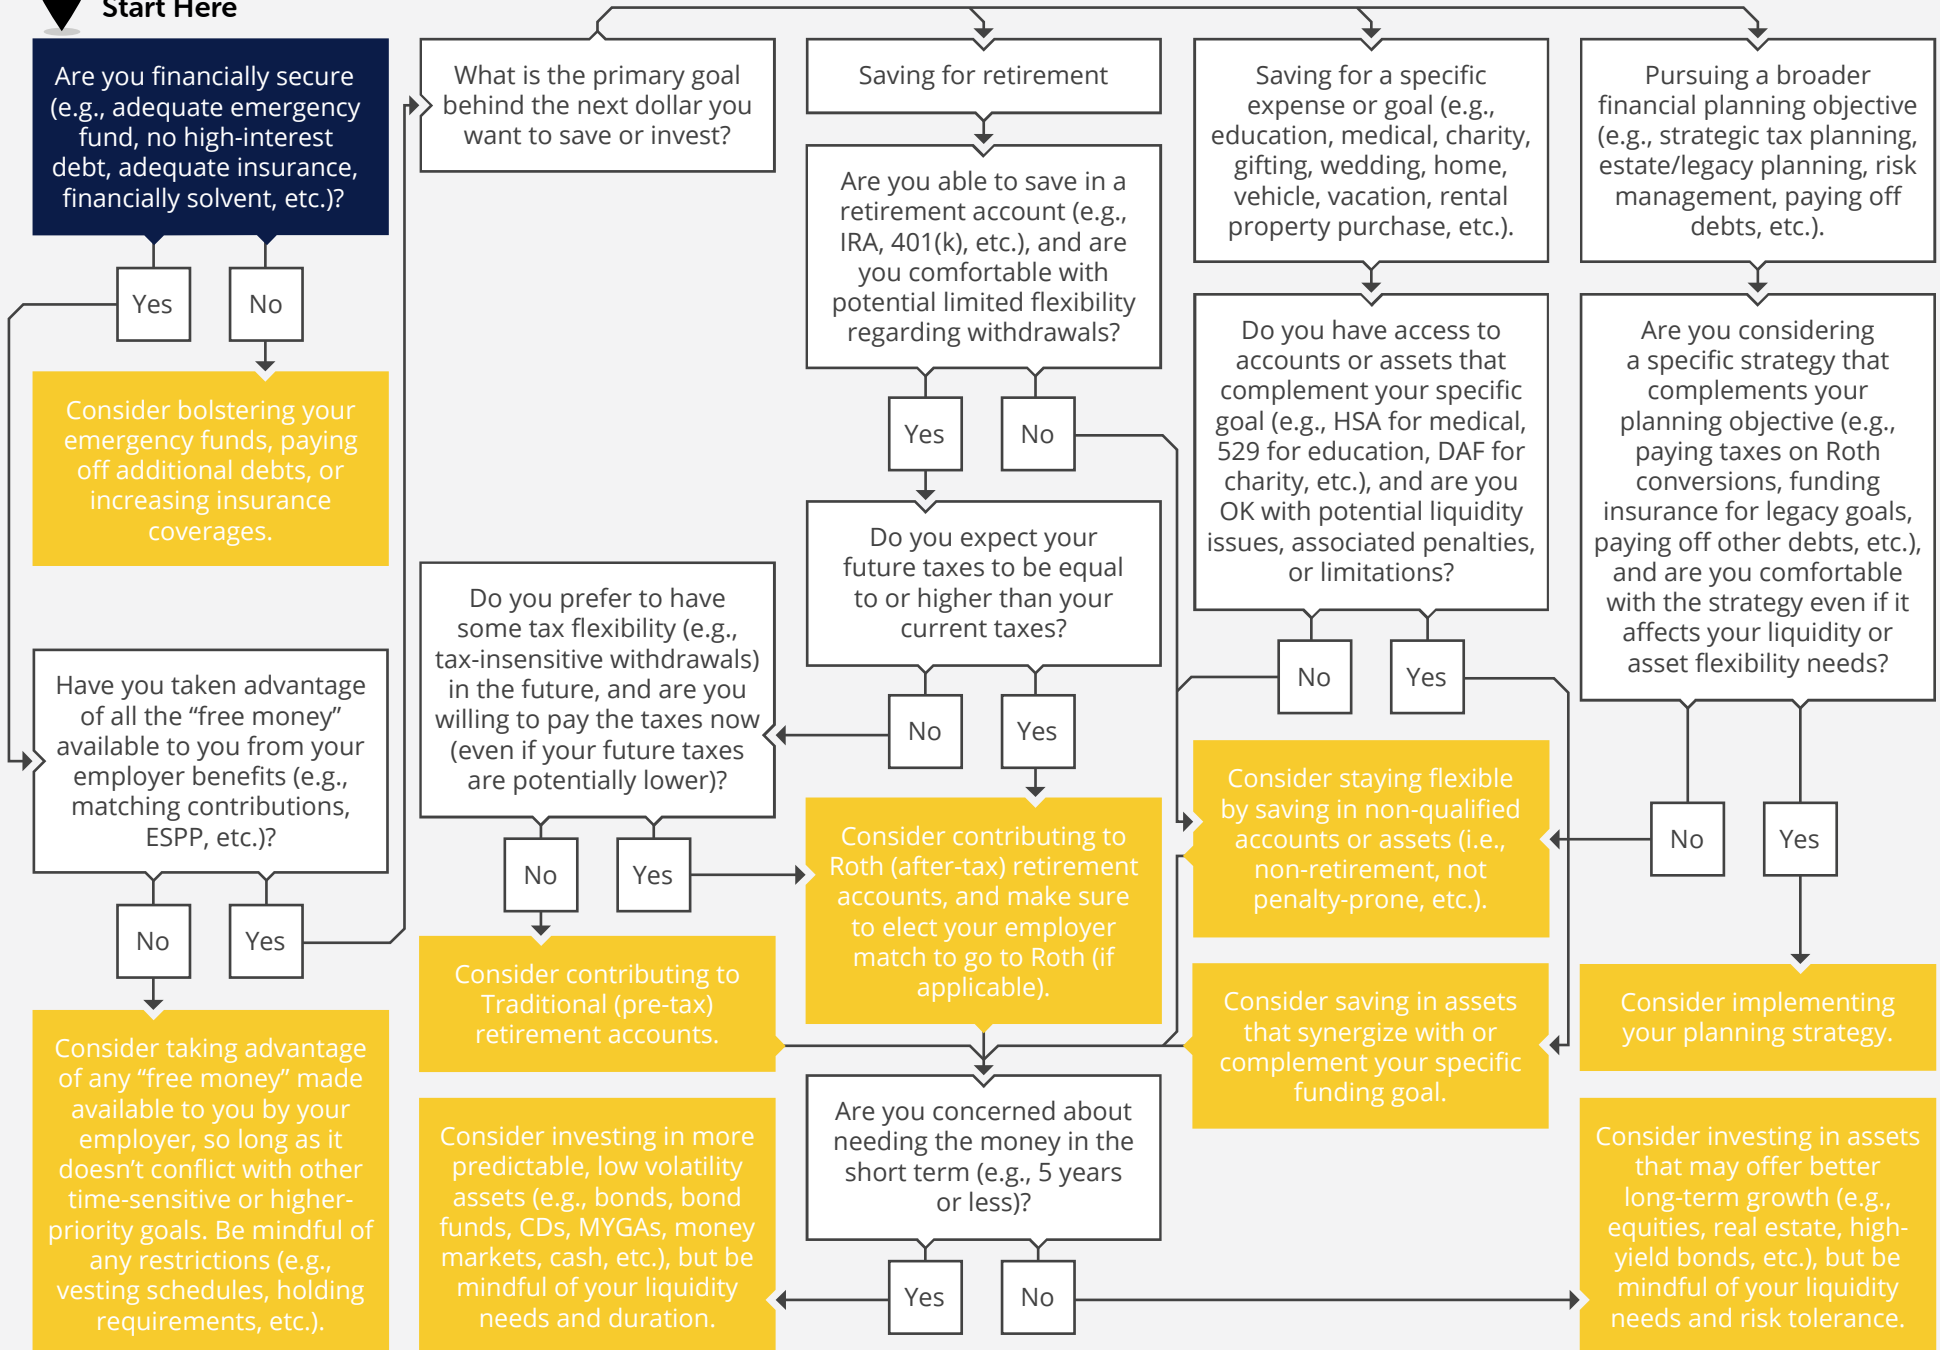 Start Here
Are you financially secure
(e.g., adequate emergency
fund, no high-interest
debt, adequate insurance,
financially solvent, etc.)?
Yes
No
Consider bolstering your
emergency funds, paying
off additional debts, or
increasing insurance
coverages.
Have you taken advantage
of all the “free money”
available to you from your
employer benefits (e.g.,
matching contributions,
ESPP, etc.)?
No
Yes
Consider taking advantage
of any “free money” made
available to you by your
employer, so long as it
doesn’t conflict with other
time-sensitive or higher-
priority goals. Be mindful of
any restrictions (e.g.,
vesting schedules, holding
requirements, etc.).
What is the primary goal
behind the next dollar you
want to save or invest?
Saving for retirement
Are you able to save in a
retirement account (e.g.,
IRA, 401(k), etc.), and are
you comfortable with
potential limited flexibility
regarding withdrawals?
Yes
No
Do you expect your
future taxes to be equal
to or higher than your
current taxes?
No
Yes
Do you prefer to have
some tax flexibility (e.g.,
tax-insensitive withdrawals)
in the future, and are you
willing to pay the taxes now
(even if your future taxes
are potentially lower)?
No
Yes
Consider contributing to
Traditional (pre-tax)
retirement accounts.
Consider contributing to
Roth (after-tax) retirement
accounts, and make sure
to elect your employer
match to go to Roth (if
applicable).
Saving for a specific
expense or goal (e.g.,
education, medical, charity,
gifting, wedding, home,
vehicle, vacation, rental
property purchase, etc.).
Do you have access to
accounts or assets that
complement your specific
goal (e.g., HSA for medical,
529 for education, DAF for
charity, etc.), and are you
OK with potential liquidity
issues, associated penalties,
or limitations?
No
Yes
Consider staying flexible
by saving in non-qualified
accounts or assets (i.e.,
non-retirement, not
penalty-prone, etc.).
Consider saving in assets
that synergize with or
complement your specific
funding goal.
Pursuing a broader
financial planning objective
(e.g., strategic tax planning,
estate/legacy planning, risk
management, paying off
debts, etc.).
Are you considering
a specific strategy that
complements your
planning objective (e.g.,
paying taxes on Roth
conversions, funding
insurance for legacy goals,
paying off other debts, etc.),
and are you comfortable
with the strategy even if it
affects your liquidity or
asset flexibility needs?
No
Yes
Consider implementing
your planning strategy.
Are you concerned about
needing the money in the
short term (e.g., 5 years
or less)?
Yes
No
Consider investing in more
predictable, low volatility
assets (e.g., bonds, bond
funds, CDs, MYGAs, money
markets, cash, etc.), but be
mindful of your liquidity
needs and duration.
Consider investing in assets
that may offer better
long-term growth (e.g.,
equities, real estate, high-
yield bonds, etc.), but be
mindful of your liquidity
needs and risk tolerance.